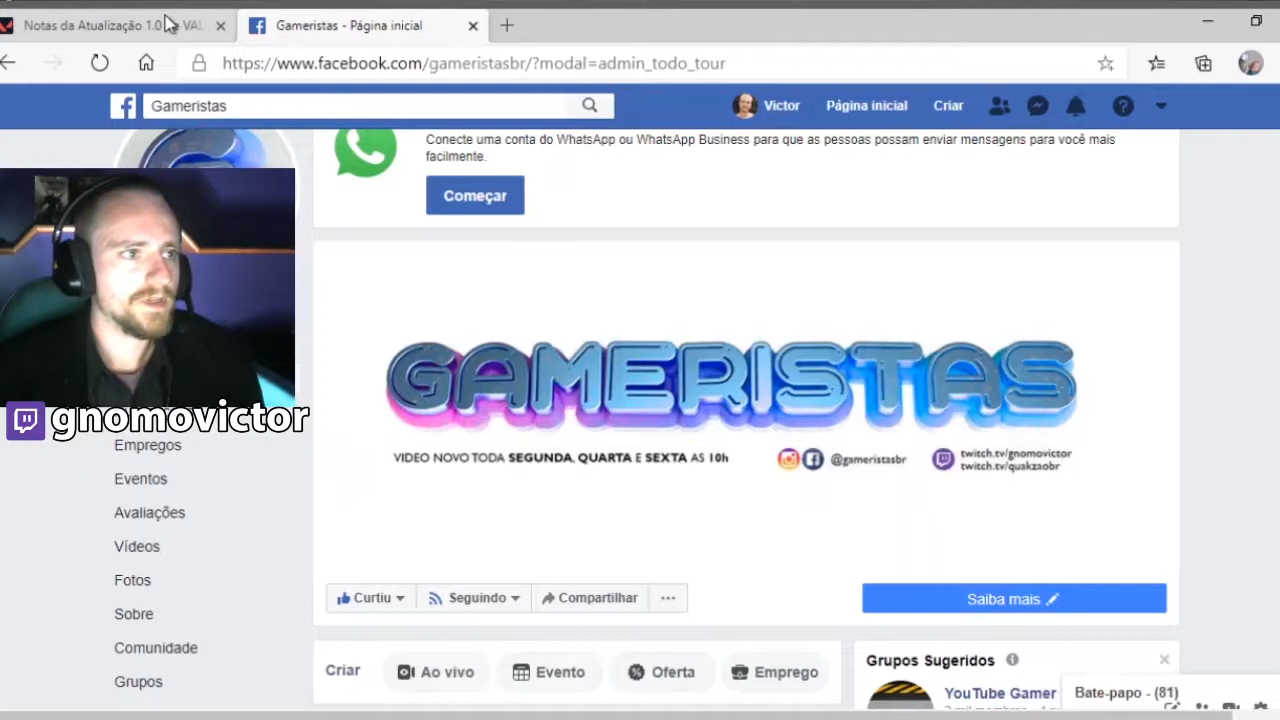 Notas da Atualização 1.0
VAL
Gameristas - Página inicial
https://www.facebook.com/gameristasbr/?modal=admin_todo_tour
Gameristas
Victor
Página inicial
Criar
Conecte uma conta do WhatsApp ou WhatsApp Business para que as pessoas possam enviar mensagens para você mais
facilmente.
Começar
GAMERISTAS
VIDEO NOVO TODA SEGUNDA, QUARTA E SEXTA AS 10h
@gameristasbr
twitch.tv/gnomovictor
twitch.tv/quakzaobr
gnomovictor
Empregos
Eventos
Avaliações
Vídeos
Fotos
Sobre
Comunidade
Grupos
Curtiu
Seguindo
Compartilhar
Saiba mais
Criar
Ao vivo
Evento
Oferta
Emprego
Grupos Sugeridos
YouTube Gamer
Bate-papo - (81)